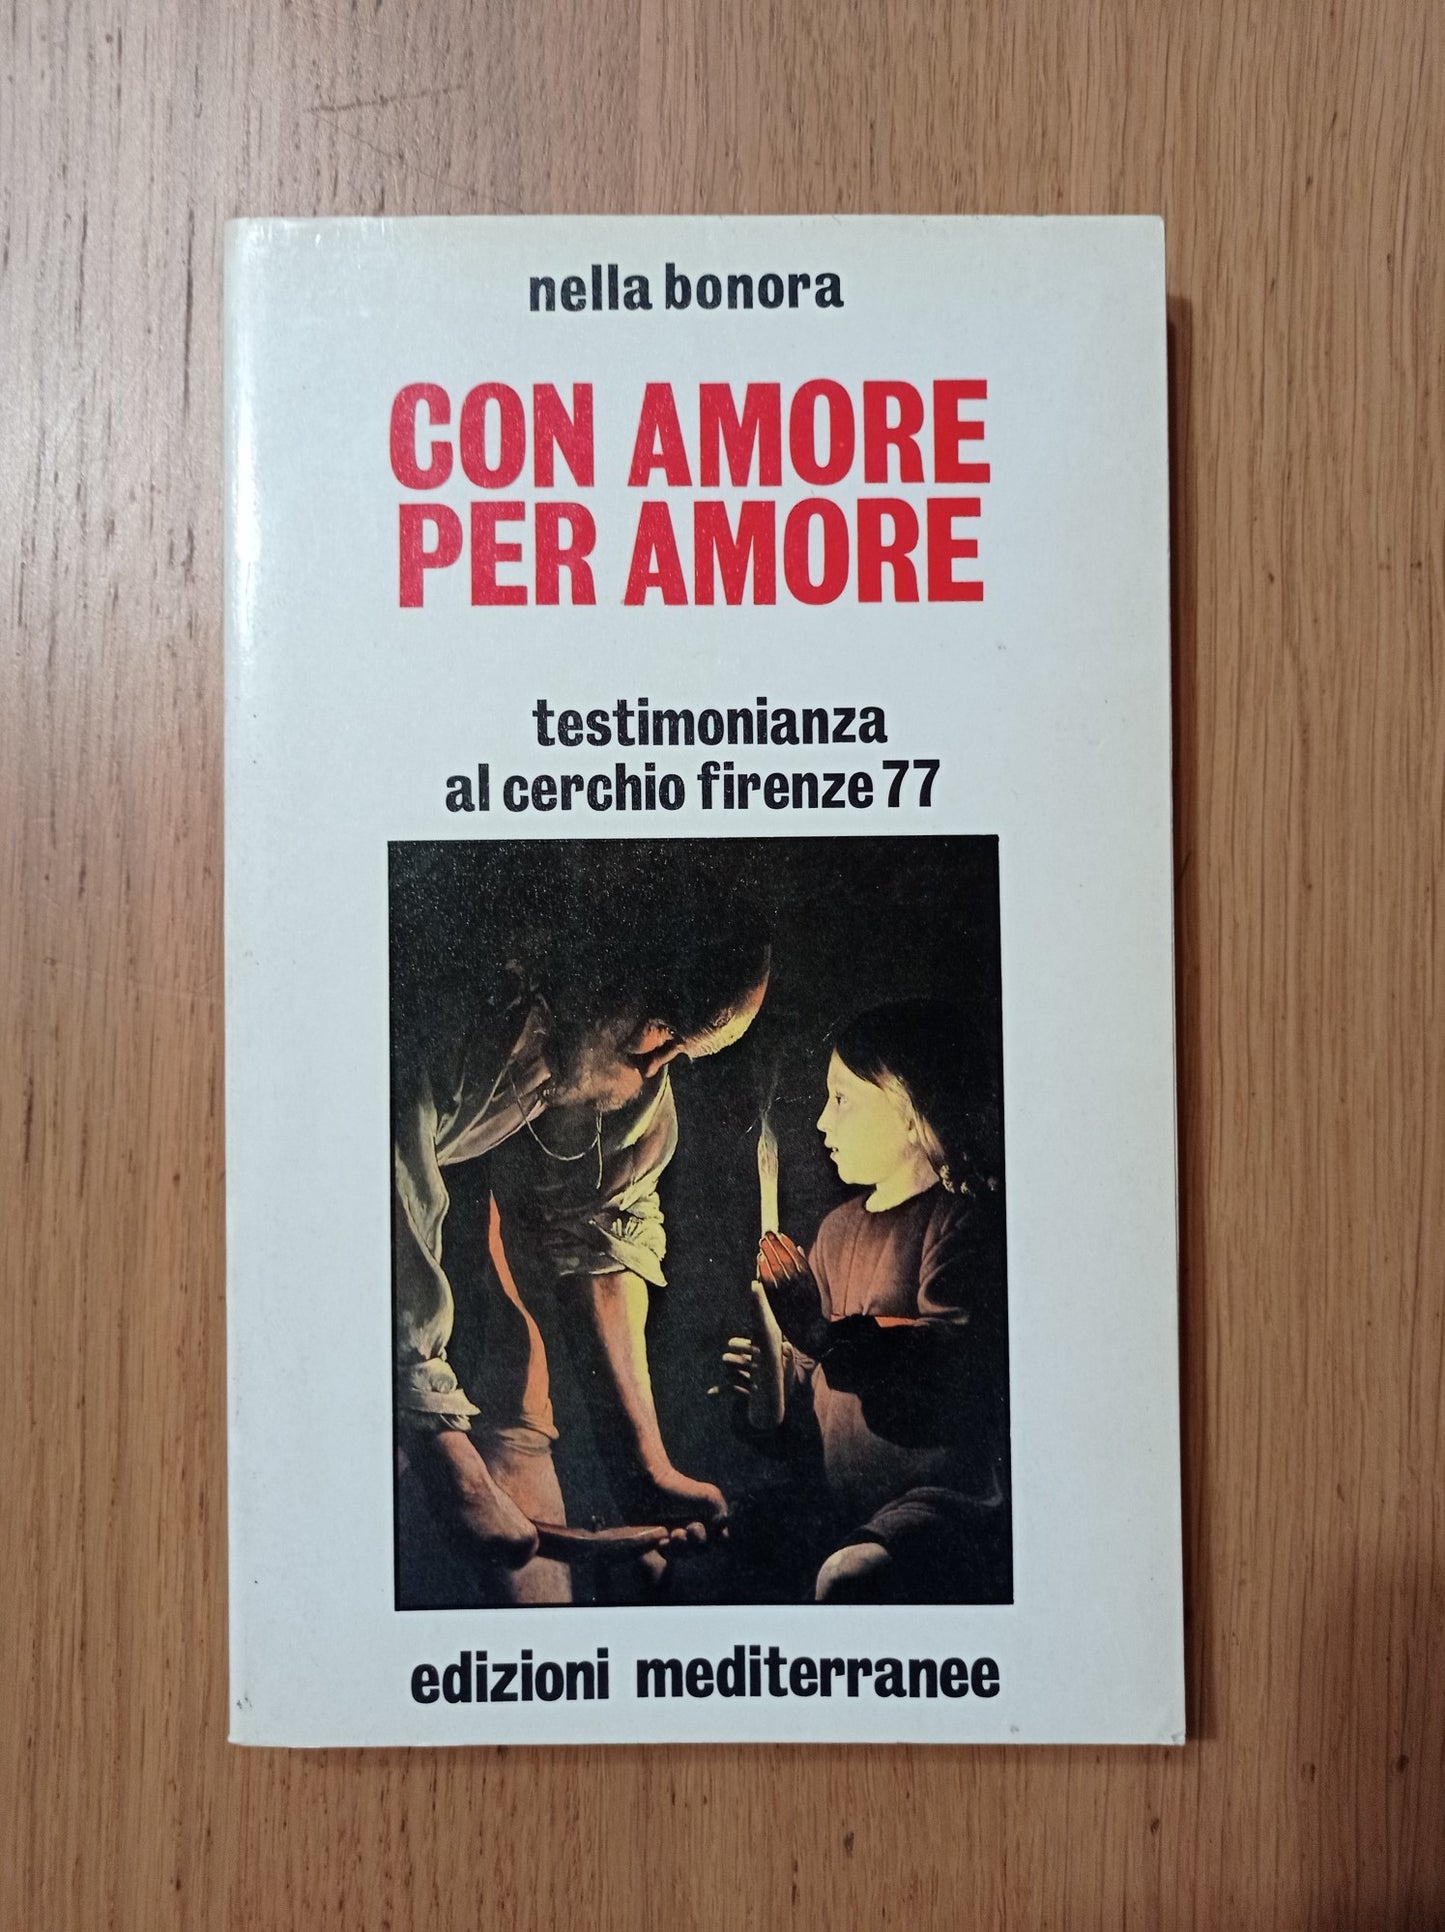 nella bonora
CON AMORE
PER AMORE
testimonianza
al cerchio firenze 77
edizioni mediterranee